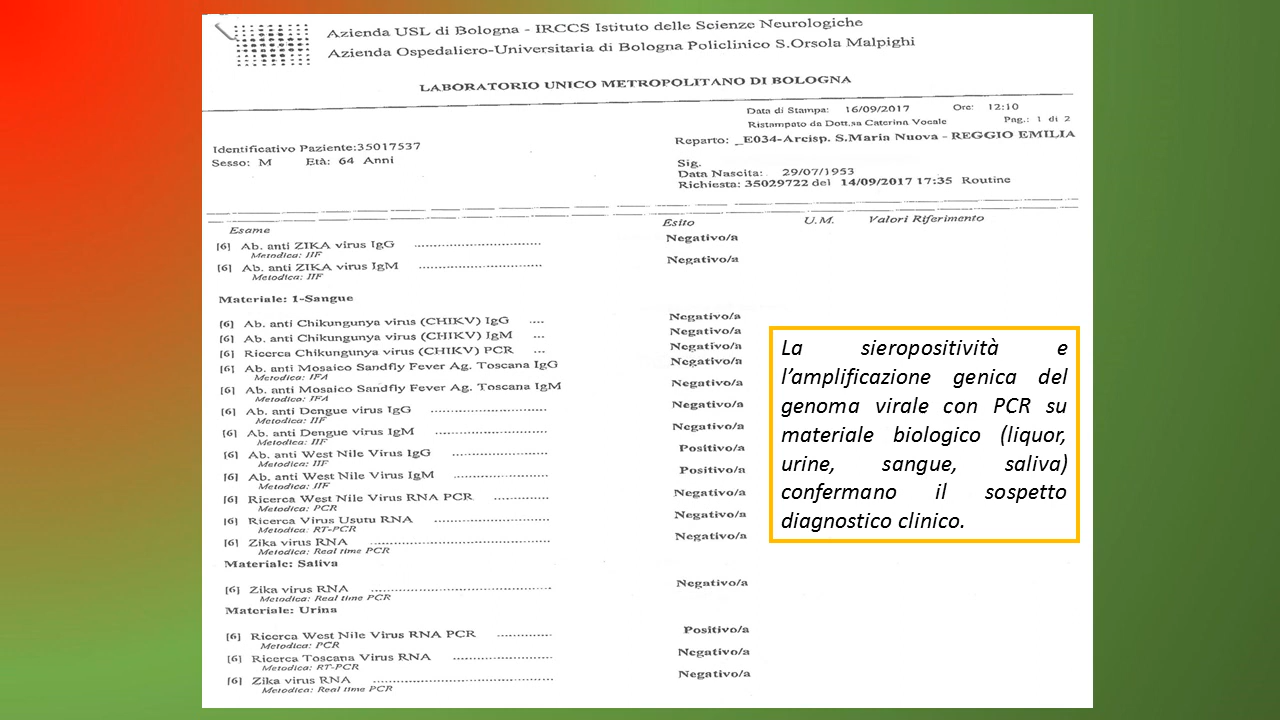 Azienda USL di Bologna - IRCCS Istituto delle Scienze Neurologiche
Azienda Ospedaliero-Universitaria di Bologna Policlinico S.Orsola Malpighi
LABORATORIO UNICO METROPOLITANO DI BOLOGNA
Data di Stampa: 16/09/2017 Ore: 12:10
Ristampato da Dott.sa Caterina Vocale Pag.: 1 di 2
Reparto: _E034-Arcisp. S.Maria Nuova - REGGIO EMILIA
Identificativo Paziente:35017537
Sesso: M Età: 64 Anni
Sig.
Data Nascita: 29/07/1953
Richiesta: 35029722 del 14/09/2017 17:35 Routine
Esame Esito U.M. Valori Riferimento
[6] Ab. anti ZIKA virus IgG ................................ Negativo/a
Metodica: IIF
[6] Ab. anti ZIKA virus IgM ............................... Negativo/a
Metodica: IIF
Materiale: 1-Sangue
[6] Ab. anti Chikungunya virus (CHIKV) IgG .... Negativo/a
[6] Ab. anti Chikungunya virus (CHIKV) IgM ... Negativo/a
[6] Ricerca Chikungunya virus (CHIKV) PCR ... Negativo/a
[6] Ab. anti Mosaico Sandfly Fever Ag. Toscana IgG Negativo/a
Metodica: IFA
[6] Ab. anti Mosaico Sandfly Fever Ag. Toscana IgM Negativo/a
Metodica: IFA
[6] Ab. anti Dengue virus IgG ............................. Negativo/a
Metodica: IIF
[6] Ab. anti Dengue virus IgM ............................ Negativo/a
Metodica: IIF
[6] Ab. anti West Nile Virus IgG ........................ Positivo/a
Metodica: IIF
[6] Ab. anti West Nile Virus IgM ........................ Positivo/a
Metodica: IIF
[6] Ricerca West Nile Virus RNA PCR ..................... Negativo/a
Metodica: PCR
[6] Ricerca Virus Usutu RNA ............................. Negativo/a
Metodica: RT-PCR
[6] Zika virus RNA ............................................. Negativo/a
Metodica: Real time PCR
Materiale: Saliva
[6] Zika virus RNA ............................................. Negativo/a
Metodica: Real time PCR
Materiale: Urina
[6] Ricerca West Nile Virus RNA PCR .............. Positivo/a
Metodica: PCR
[6] Ricerca Toscana Virus RNA ......................... Negativo/a
Metodica: RT-PCR
[6] Zika virus RNA ............................................. Negativo/a
Metodica: Real time PCR
La sieropositività e
l’amplificazione genica del
genoma virale con PCR su
materiale biologico (liquor,
urine, sangue, saliva)
confermano il sospetto
diagnostico clinico.